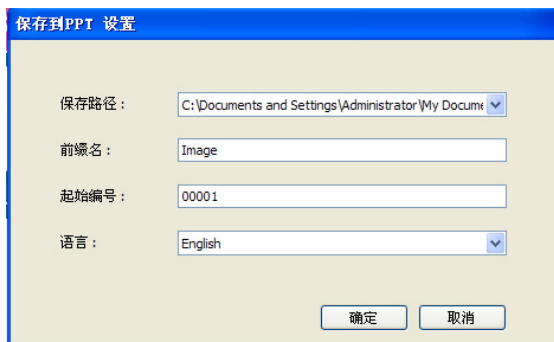 保存到PPT 设置
保存路径： C:\Documents and Settings\Administrator\My Docume
前缀名： Image
起始编号： 00001
语言： English
确定 取消